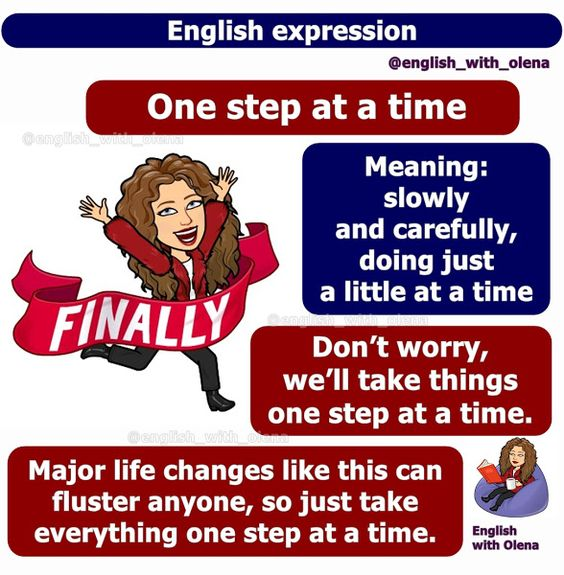 English expression
@english_with_olena
One step at a time
@english_with_olena
Meaning:
slowly
and carefully,
doing just
a little at a time
FINALLY
@english_with_olena
Don’t worry,
we’ll take things
one step at a time.
@english_with_olena
Major life changes like this can
fluster anyone, so just take
everything one step at a time.
English
with Olena